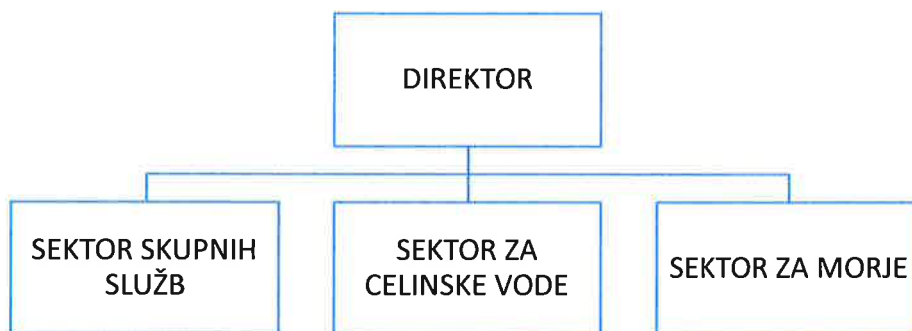 DIREKTOR
SEKTOR SKUPNIH
SLUŽB
SEKTOR ZA
CELINSKE VODE
SEKTOR ZA MORJE